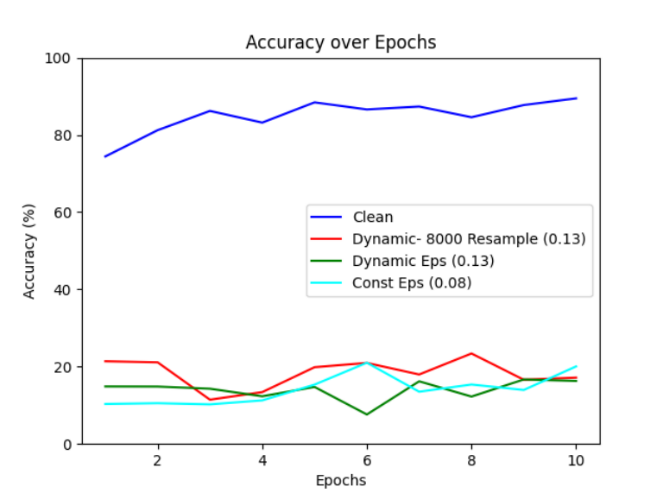 Accuracy over Epochs
100
80
60
40
20
0
Accuracy (%)
Clean
Dynamic- 8000 Resample (0.13)
Dynamic Eps (0.13)
Const Eps (0.08)
2 4 6 8 10
Epochs